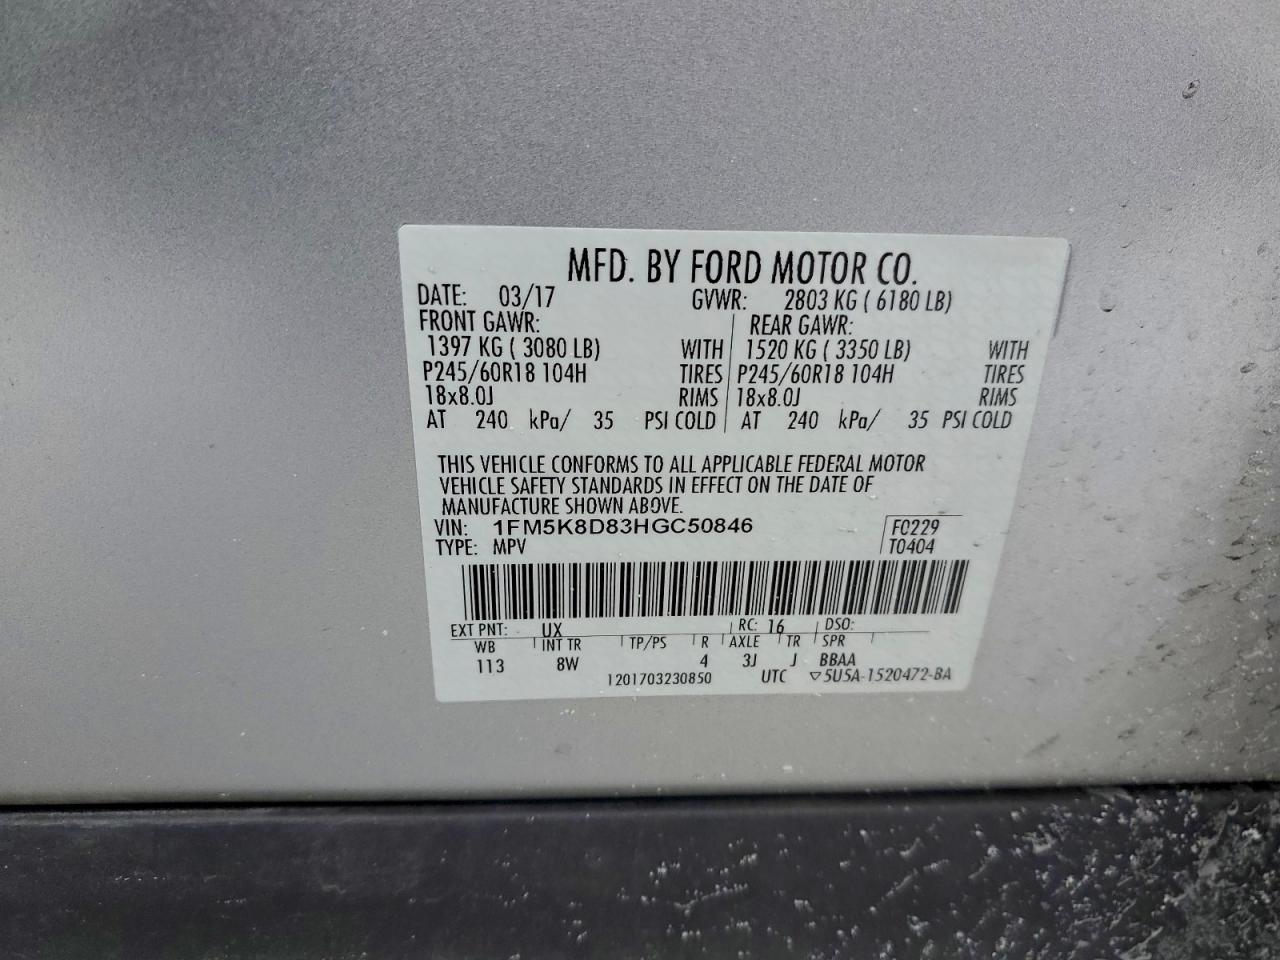 MFD. BY FORD MOTOR CO.
DATE: 03/17 GVWR: 2803 KG ( 6180 LB)
FRONT GAWR: REAR GAWR:
1397 KG ( 3080 LB) WITH 1520 KG ( 3350 LB) WITH
P245/60R18 104H TIRES P245/60R18 104H TIRES
18x8.0J RIMS 18x8.0J RIMS
AT 240 kPa/ 35 PSI COLD AT 240 kPa/ 35 PSI COLD
THIS VEHICLE CONFORMS TO ALL APPLICABLE FEDERAL MOTOR
VEHICLE SAFETY STANDARDS IN EFFECT ON THE DATE OF
MANUFACTURE SHOWN ABOVE.
VIN: 1FM5K8D83HGC50846 F0229
TYPE: MPV T0404
EXT PNT: UX RC: 16 DSO:
WB INT TR TP/PS R AXLE TR SPR
113 8W 4 3J J BBAA
1201703230850 UTC ▽5U5A-1520472-BA